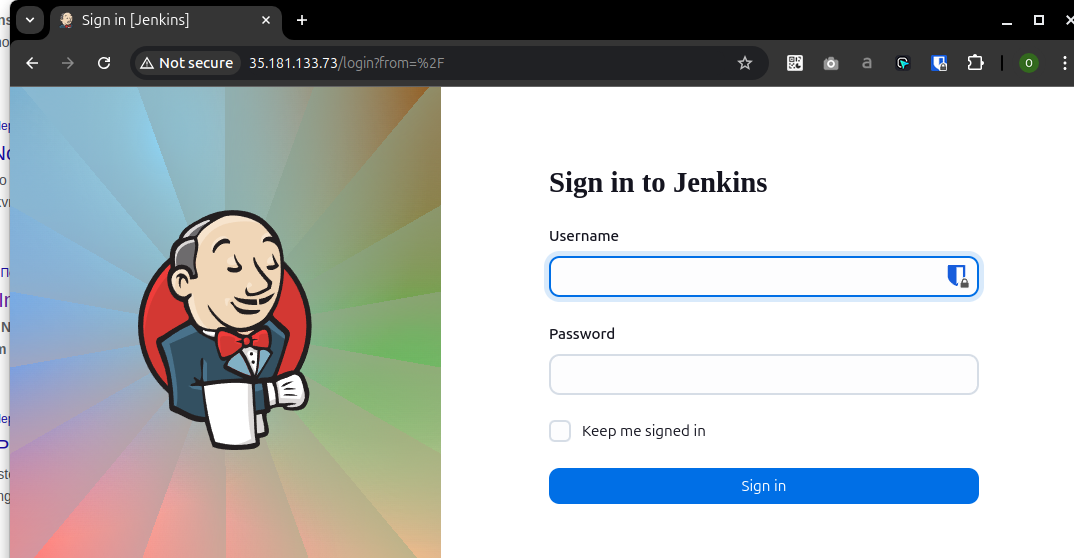 Sign in [Jenkins]
Not secure 35.181.133.73/login?from=%2F
a
O
Sign in to Jenkins
Username
Password
Keep me signed in
Sign in